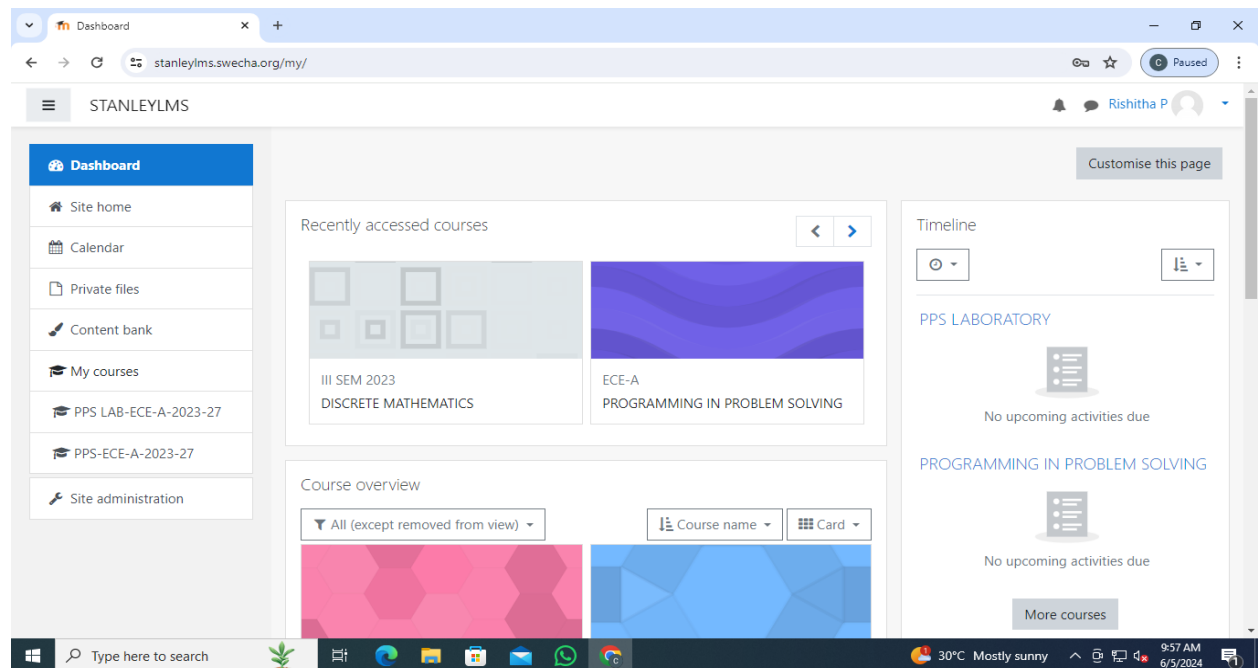 Dashboard
stanleylms.swecha.org/my/
C Paused
STANLEYLMS
Rishitha P
Dashboard
Site home
Calendar
Private files
Content bank
My courses
PPS LAB-ECE-A-2023-27
PPS-ECE-A-2023-27
Site administration
Customise this page
Recently accessed courses
III SEM 2023
DISCRETE MATHEMATICS
ECE-A
PROGRAMMING IN PROBLEM SOLVING
Course overview
All (except removed from view)
Course name
Card
Timeline
PPS LABORATORY
No upcoming activities due
PROGRAMMING IN PROBLEM SOLVING
No upcoming activities due
More courses
Type here to search
30°C Mostly sunny
9:57 AM
6/5/2024
1